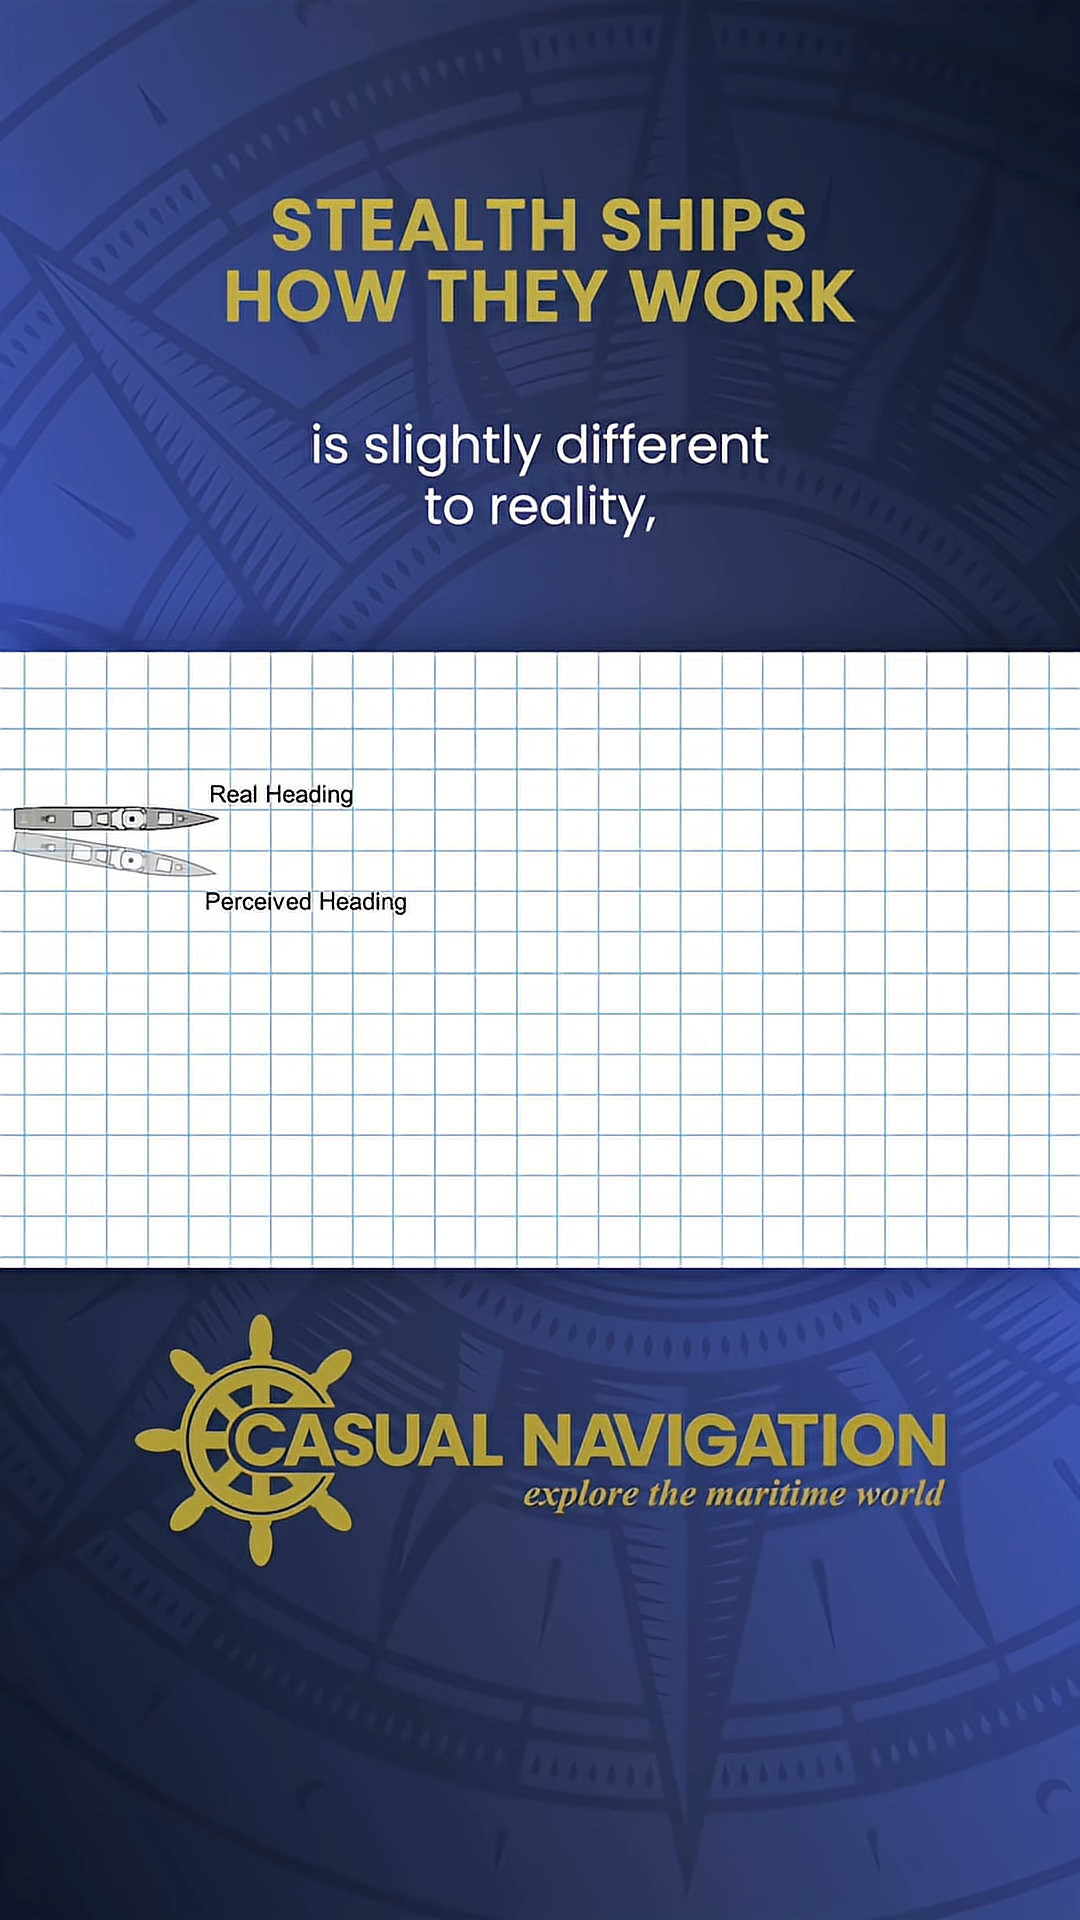 STEALTH SHIPS
HOW THEY WORK
is slightly different
to reality,
Real Heading
Perceived Heading
CASUAL NAVIGATION
explore the maritime world